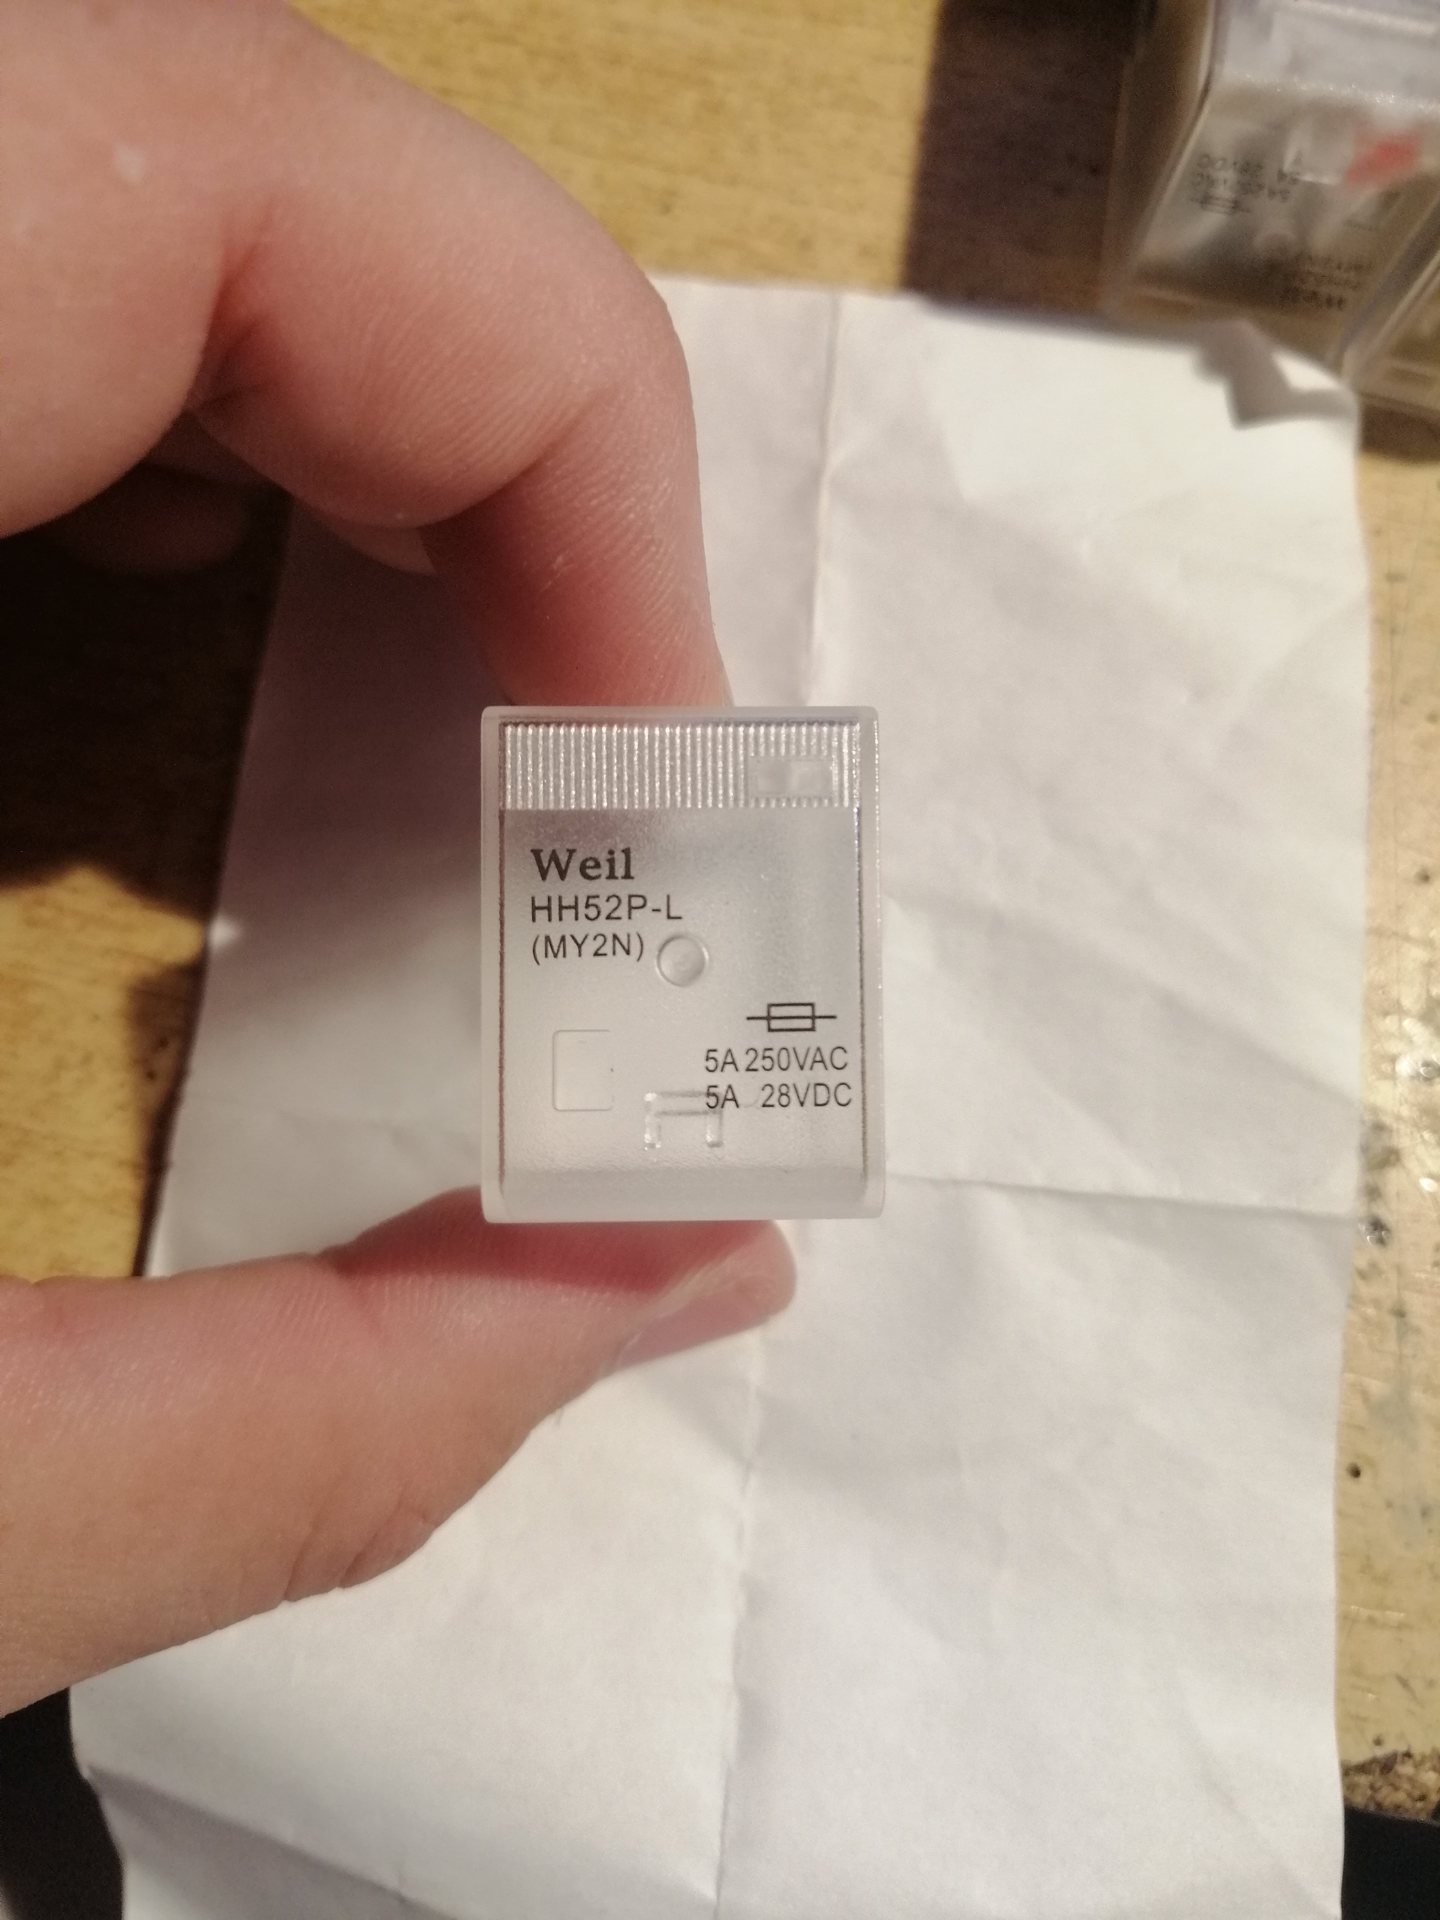 Weil
HH52P-L
(MY2N)
5A 250VAC
5A 28VDC